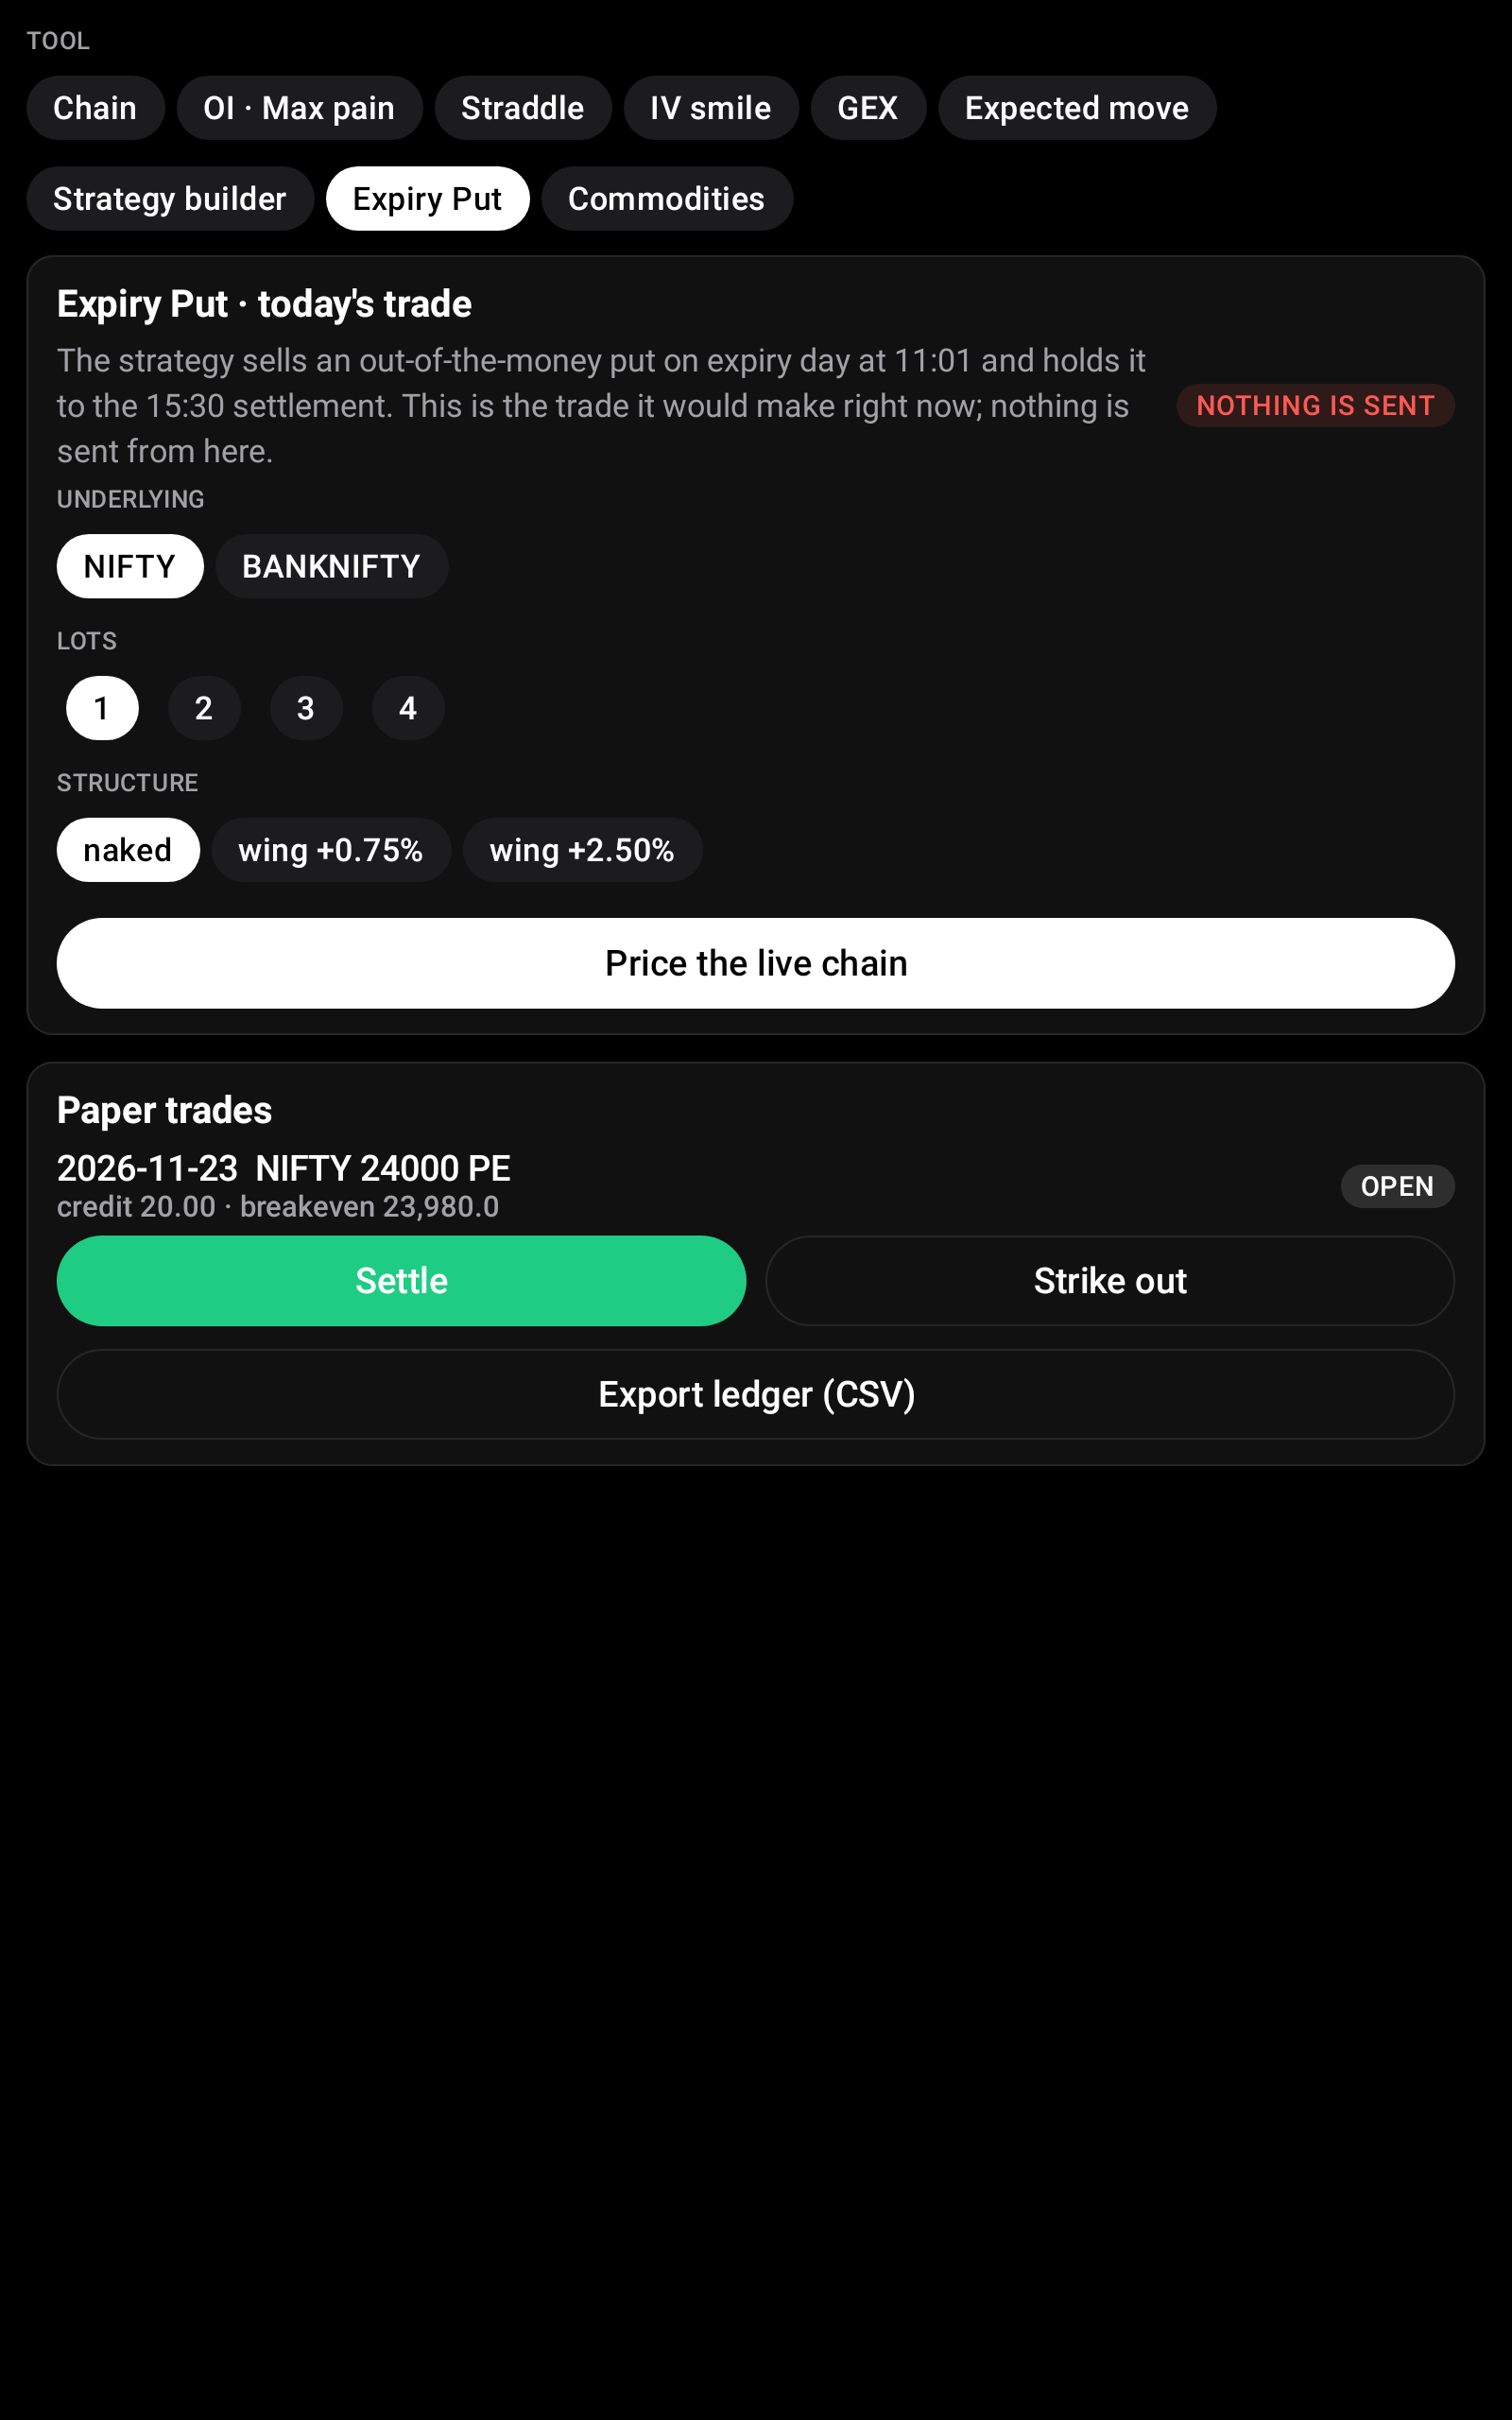 TOOL
Chain OI · Max pain Straddle IV smile GEX Expected move
Strategy builder Expiry Put Commodities
Expiry Put · today's trade
The strategy sells an out-of-the-money put on expiry day at 11:01 and holds it
to the 15:30 settlement. This is the trade it would make right now; nothing is
sent from here.
NOTHING IS SENT
UNDERLYING
NIFTY BANKNIFTY
LOTS
1 2 3 4
STRUCTURE
naked wing +0.75% wing +2.50%
Price the live chain
Paper trades
2026-11-23 NIFTY 24000 PE
credit 20.00 · breakeven 23,980.0
OPEN
Settle Strike out
Export ledger (CSV)